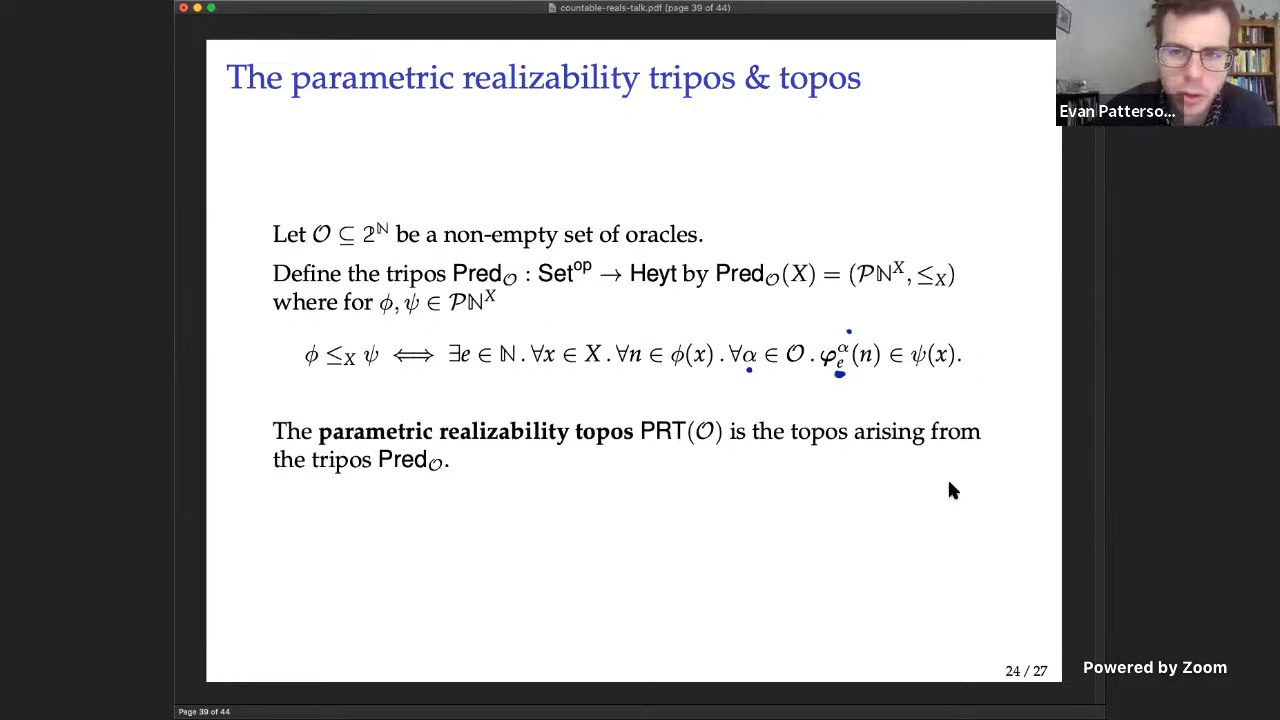 countable-reals-talk.pdf (page 39 of 44)
The parametric realizability tripos & topos
Evan Patterso...
Let 𝒪 ⊆ 2^ℕ be a non-empty set of oracles.
Define the tripos Pred_𝒪 : Set^op → Heyt by Pred_𝒪(X) = (𝒫ℕ^X, ≤_X)
where for ϕ, ψ ∈ 𝒫ℕ^X
ϕ ≤_X ψ ⟺ ∃e ∈ ℕ . ∀x ∈ X . ∀n ∈ ϕ(x) . ∀α ∈ 𝒪 . φ_e^α(n) ∈ ψ(x).
The parametric realizability topos PRT(𝒪) is the topos arising from
the tripos Pred_𝒪.
24 / 27
Powered by Zoom
Page 39 of 44